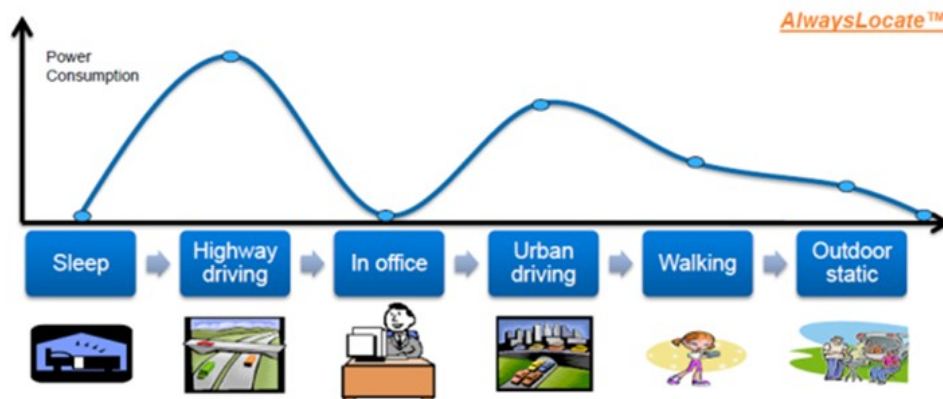 AlwaysLocate™
Power
Consumption
Sleep
Highway
driving
In office
Urban
driving
Walking
Outdoor
static